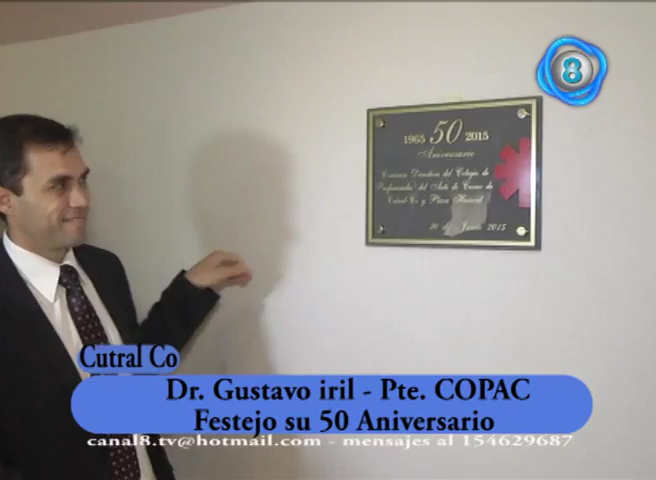 8
1965 50 2015
Aniversario
Comision Directiva del Colegio de
Profesionales del Arte de Curar de
Cutral-Co y Plaza Huincul
30 de Junio 2015
Cutral Co
Dr. Gustavo iril - Pte. COPAC
Festejo su 50 Aniversario
canal8.tv@hotmail.com - mensajes al 154629687